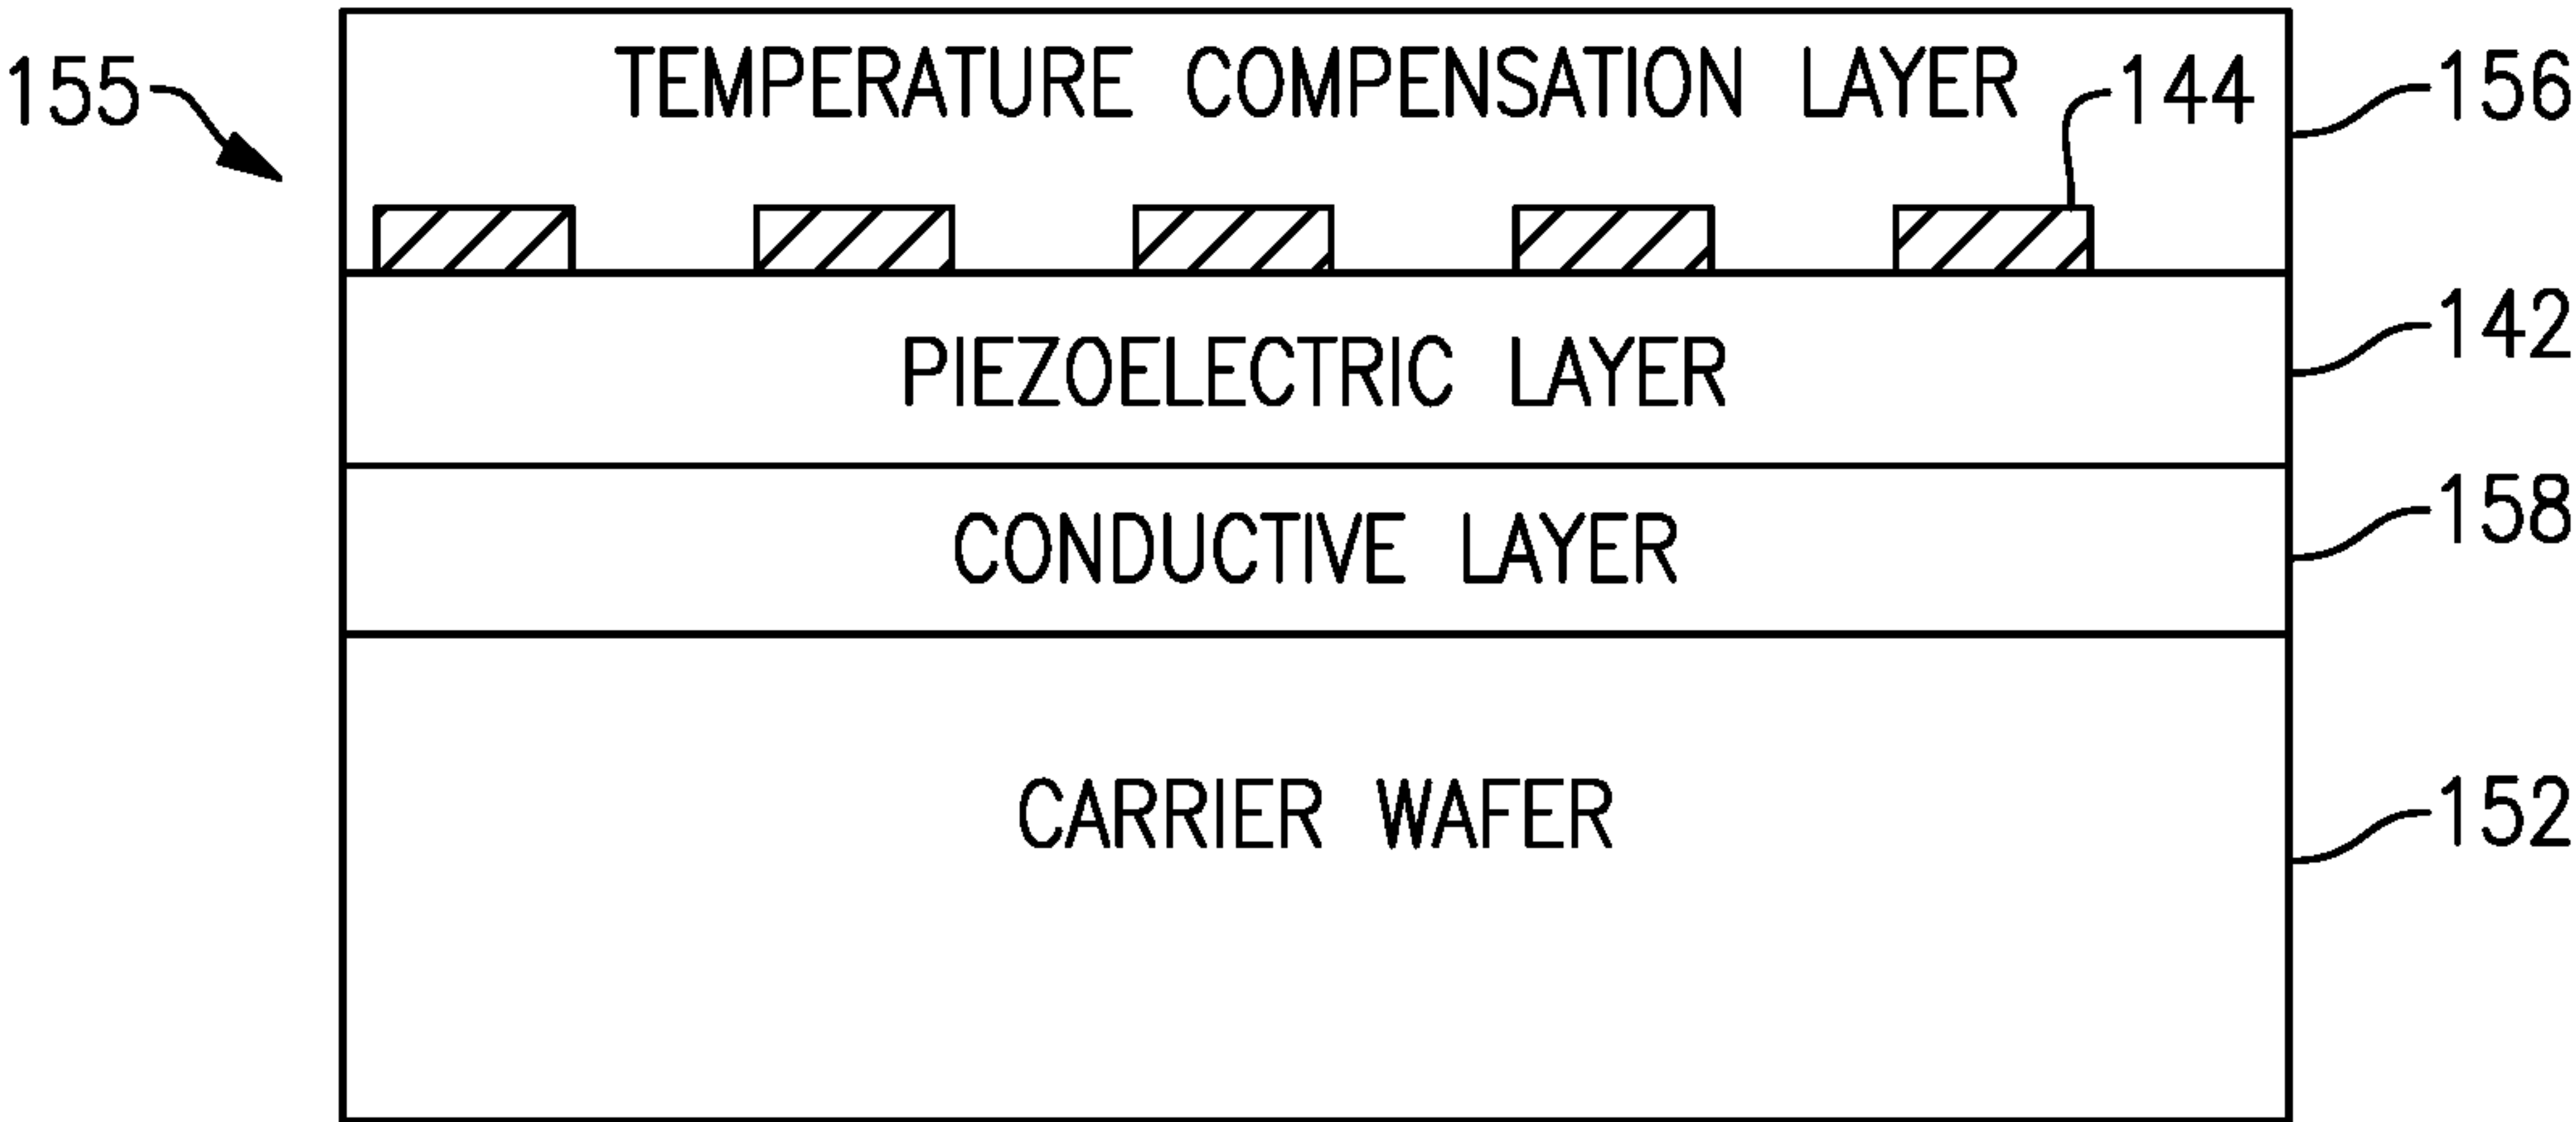 155
TEMPERATURE COMPENSATION LAYER
144
156
PIEZOELECTRIC LAYER
142
CONDUCTIVE LAYER
158
CARRIER WAFER
152